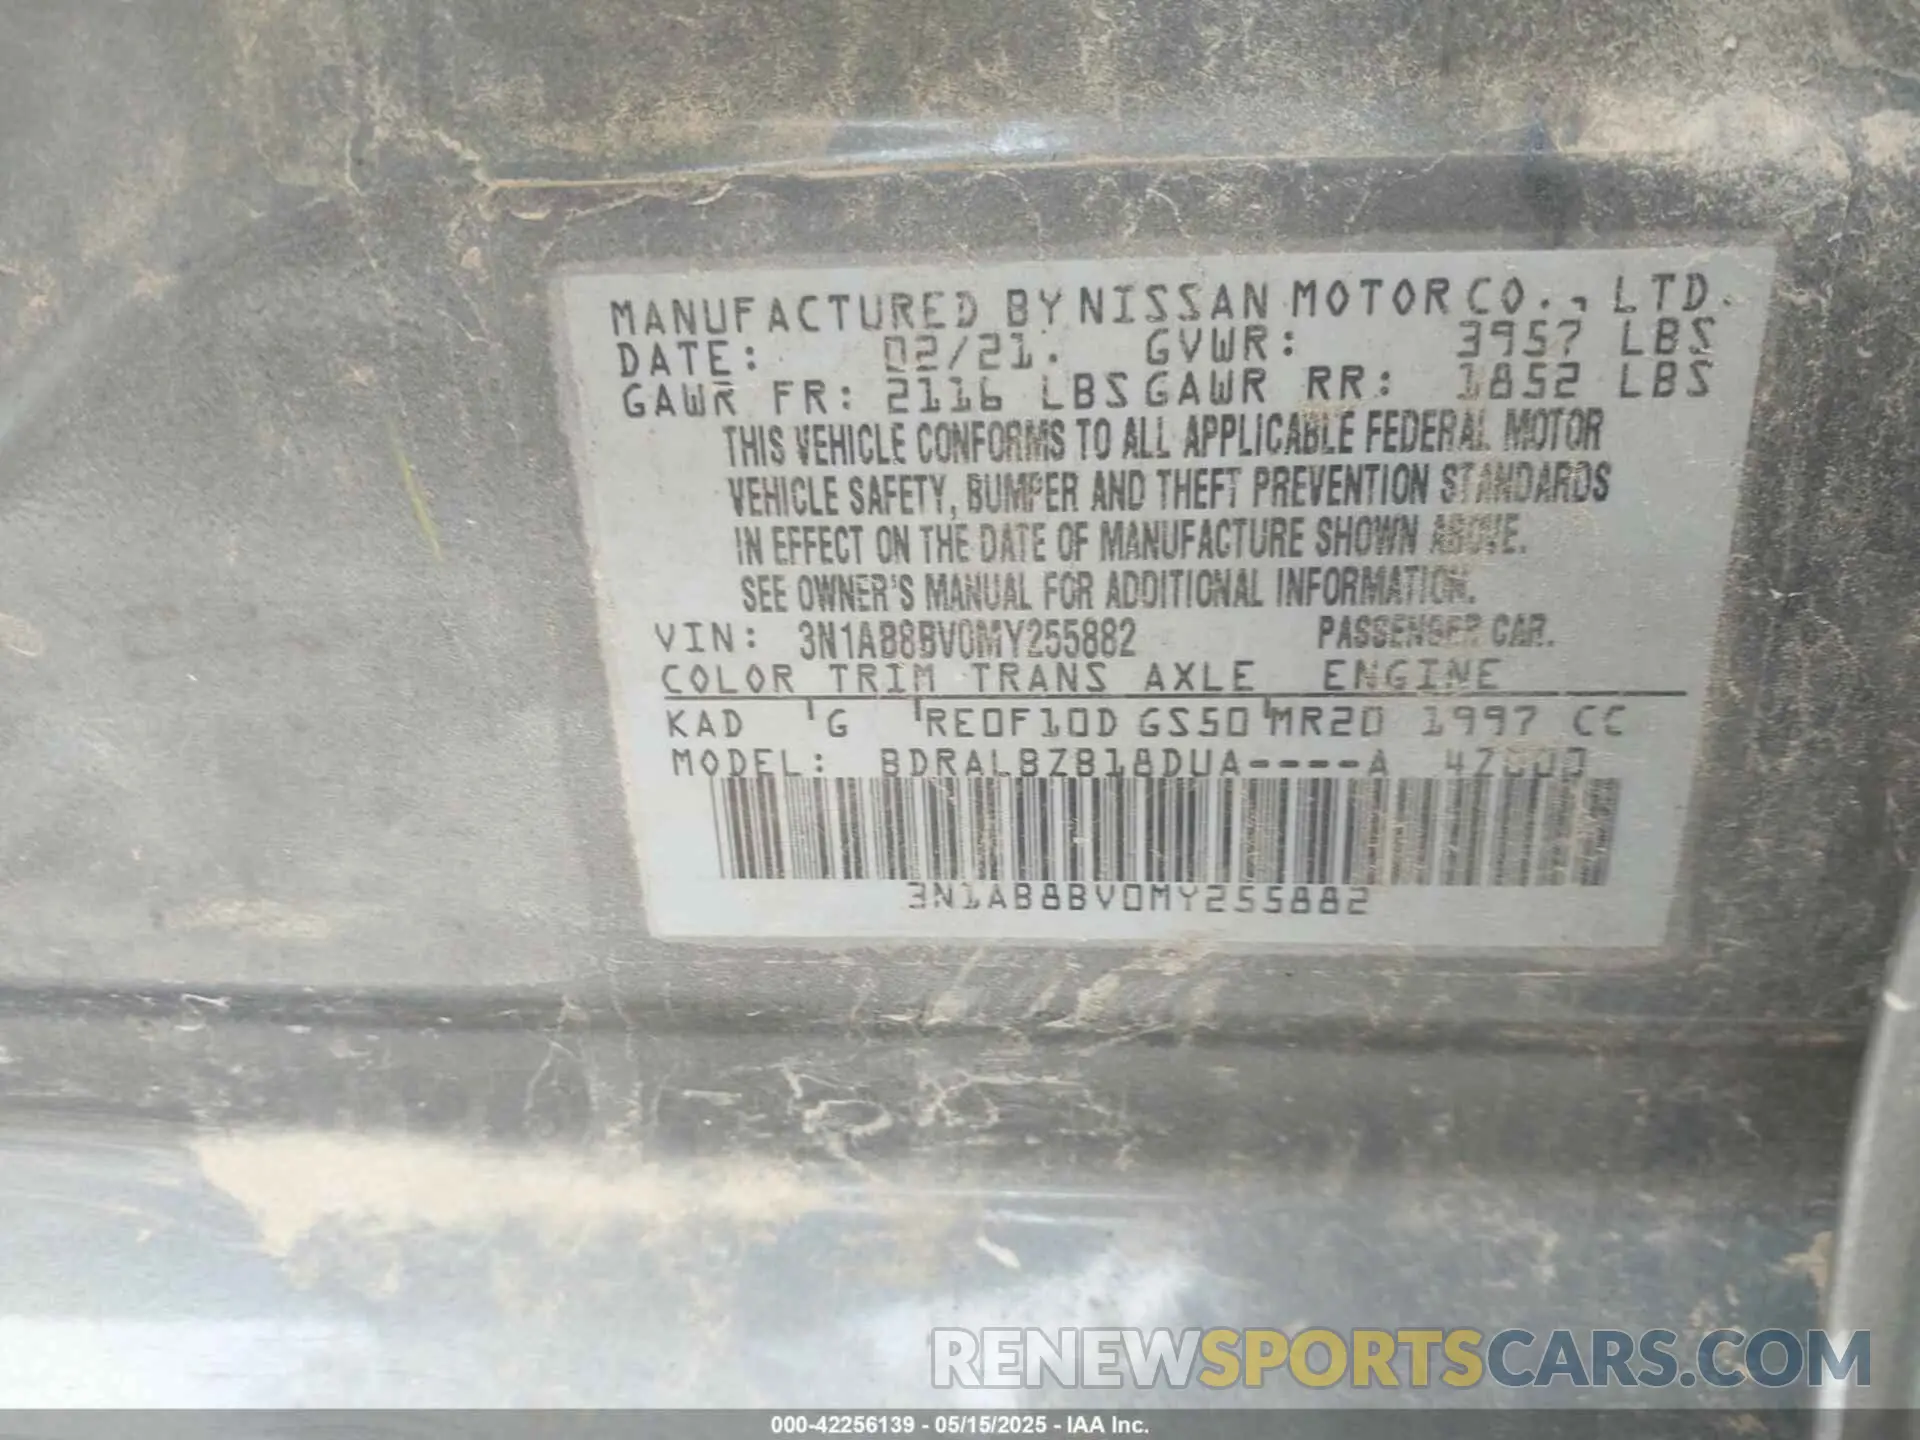 MANUFACTURED BY NISSAN MOTOR CO., LTD.
DATE: 02/21. GVWR: 3957 LBS
GAWR FR: 2116 LBS GAWR RR: 1852 LBS
THIS VEHICLE CONFORMS TO ALL APPLICABLE FEDERAL MOTOR
VEHICLE SAFETY, BUMPER AND THEFT PREVENTION STANDARDS
IN EFFECT ON THE DATE OF MANUFACTURE SHOWN ABOVE.
SEE OWNER'S MANUAL FOR ADDITIONAL INFORMATION.
VIN: 3N1AB8BV0MY255882 PASSENGER CAR.
COLOR TRIM TRANS AXLE ENGINE
KAD G RE0F10D GS50 MR20 1997 CC
MODEL: BDRALBZB18DUA----A
3N1AB8BV0MY255882
RENEWSPORTSCARS.COM
000-42256139 - 05/15/2025 - IAA Inc.